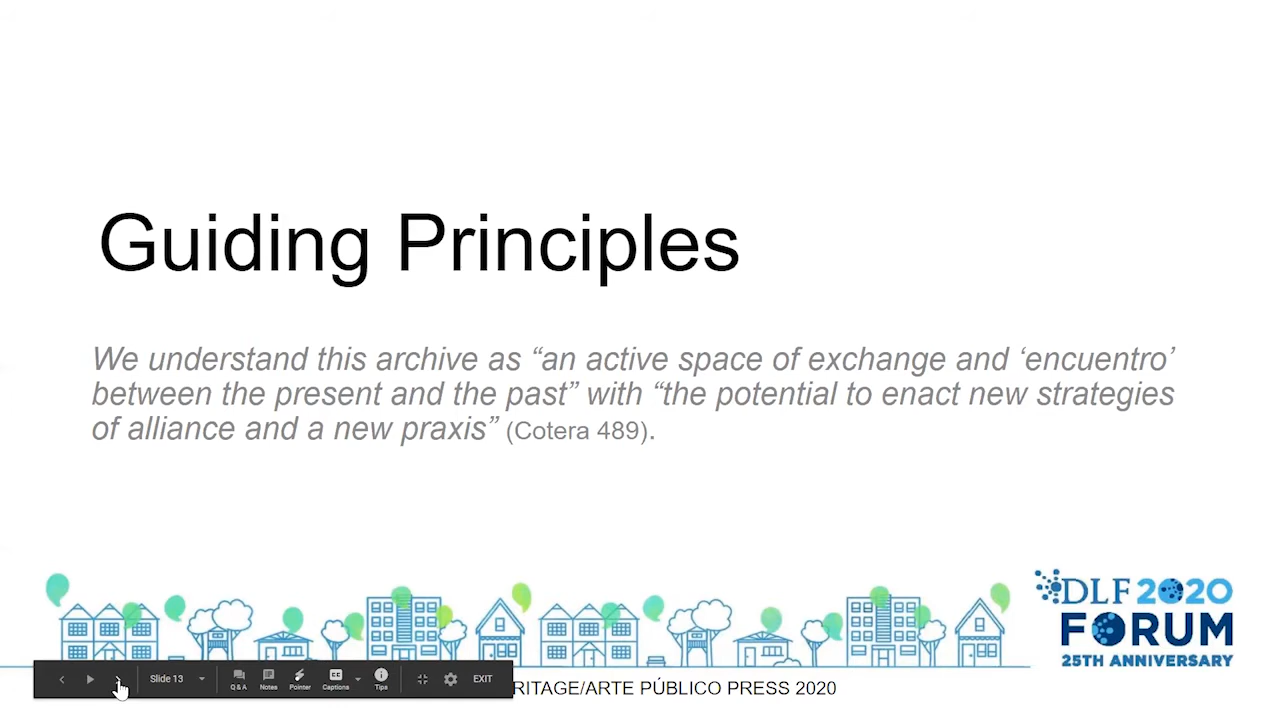 Guiding Principles
We understand this archive as “an active space of exchange and ‘encuentro’
between the present and the past” with “the potential to enact new strategies
of alliance and a new praxis” (Cotera 489).
DLF 2020
FORUM
25TH ANNIVERSARY
Slide 13 Q & A Notes Pointer Captions Tips EXIT
RITAGE/ARTE PÚBLICO PRESS 2020